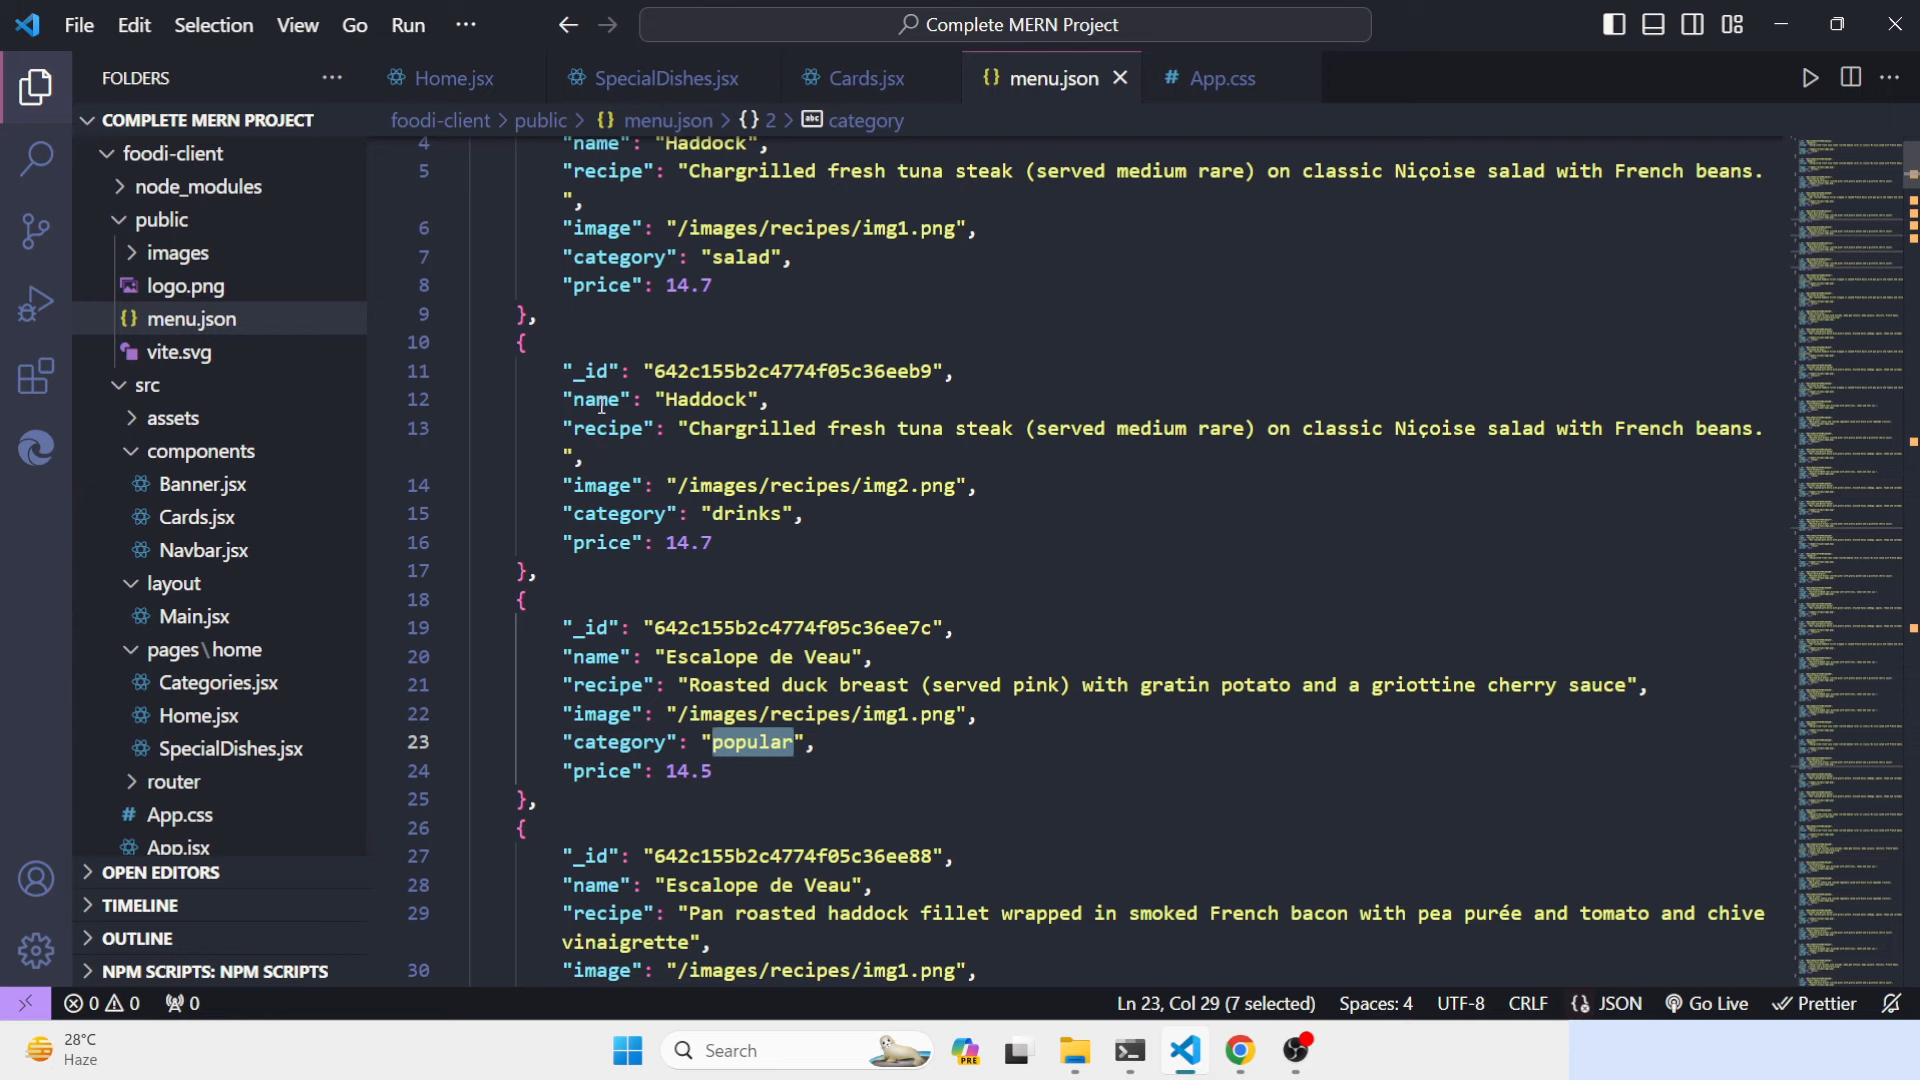 File Edit Selection View Go Run ···
Complete MERN Project
FOLDERS ···
Home.jsx SpecialDishes.jsx Cards.jsx {} menu.json # App.css
COMPLETE MERN PROJECT
foodi-client > public > {} menu.json > {} 2 > abc category
foodi-client
node_modules
public
images
logo.png
{} menu.json
vite.svg
src
assets
components
Banner.jsx
Cards.jsx
Navbar.jsx
layout
Main.jsx
pages\home
Categories.jsx
Home.jsx
SpecialDishes.jsx
router
# App.css
App.jsx
OPEN EDITORS
TIMELINE
OUTLINE
NPM SCRIPTS: NPM SCRIPTS
4 "name": "Haddock",
5 "recipe": "Chargrilled fresh tuna steak (served medium rare) on classic Niçoise salad with French beans.
",
6 "image": "/images/recipes/img1.png",
7 "category": "salad",
8 "price": 14.7
9 },
10 {
11 "_id": "642c155b2c4774f05c36eeb9",
12 "name": "Haddock",
13 "recipe": "Chargrilled fresh tuna steak (served medium rare) on classic Niçoise salad with French beans.
",
14 "image": "/images/recipes/img2.png",
15 "category": "drinks",
16 "price": 14.7
17 },
18 {
19 "_id": "642c155b2c4774f05c36ee7c",
20 "name": "Escalope de Veau",
21 "recipe": "Roasted duck breast (served pink) with gratin potato and a griottine cherry sauce",
22 "image": "/images/recipes/img1.png",
23 "category": "popular",
24 "price": 14.5
25 },
26 {
27 "_id": "642c155b2c4774f05c36ee88",
28 "name": "Escalope de Veau",
29 "recipe": "Pan roasted haddock fillet wrapped in smoked French bacon with pea purée and tomato and chive
vinaigrette",
30 "image": "/images/recipes/img1.png",
0 0 0 Ln 23, Col 29 (7 selected) Spaces: 4 UTF-8 CRLF {} JSON Go Live Prettier
28°C
Haze
Search
PRE